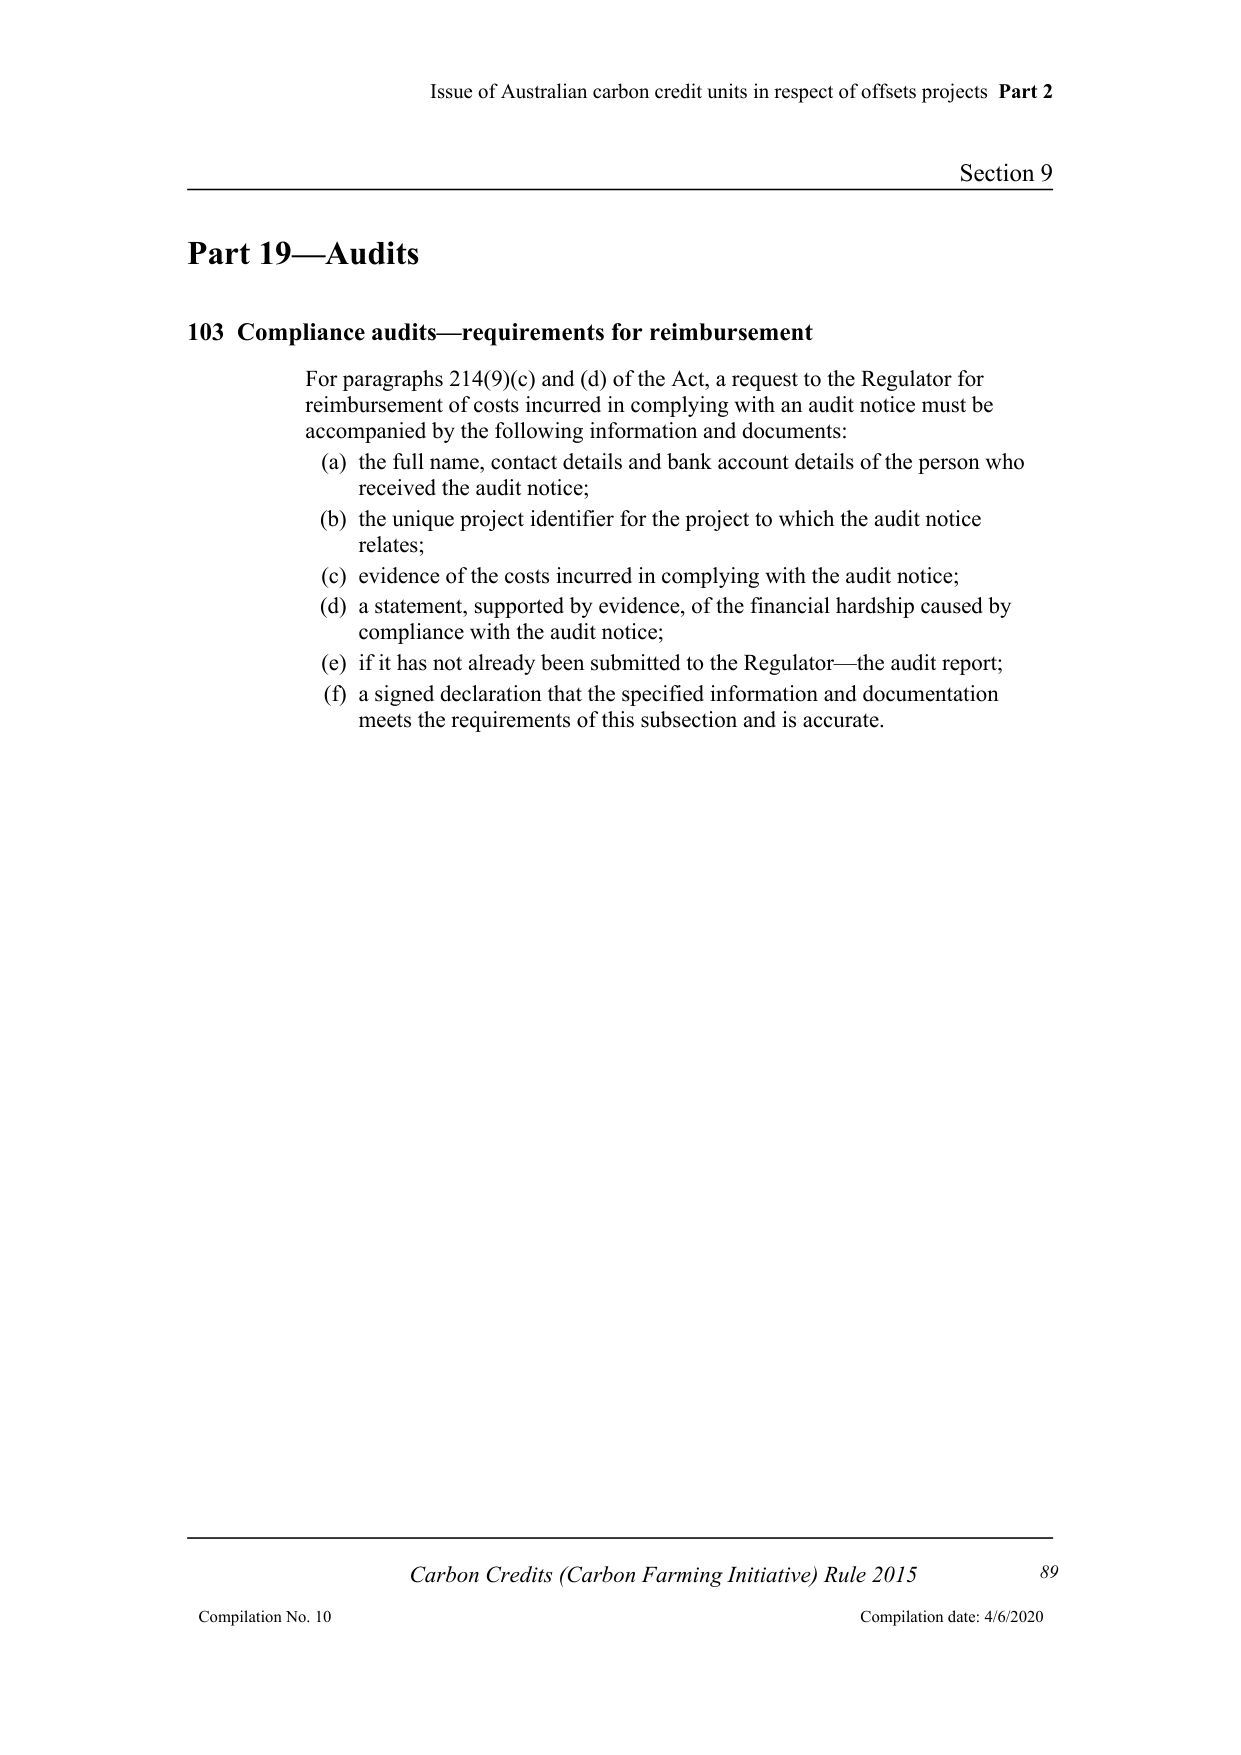 Issue of Australian carbon credit units in respect of offsets projects Part 2
Section 9
Part 19—Audits
103 Compliance audits—requirements for reimbursement
For paragraphs 214(9)(c) and (d) of the Act, a request to the Regulator for
reimbursement of costs incurred in complying with an audit notice must be
accompanied by the following information and documents:
(a) the full name, contact details and bank account details of the person who
received the audit notice;
(b) the unique project identifier for the project to which the audit notice
relates;
(c) evidence of the costs incurred in complying with the audit notice;
(d) a statement, supported by evidence, of the financial hardship caused by
compliance with the audit notice;
(e) if it has not already been submitted to the Regulator—the audit report;
(f) a signed declaration that the specified information and documentation
meets the requirements of this subsection and is accurate.
Carbon Credits (Carbon Farming Initiative) Rule 2015 89
Compilation No. 10 Compilation date: 4/6/2020